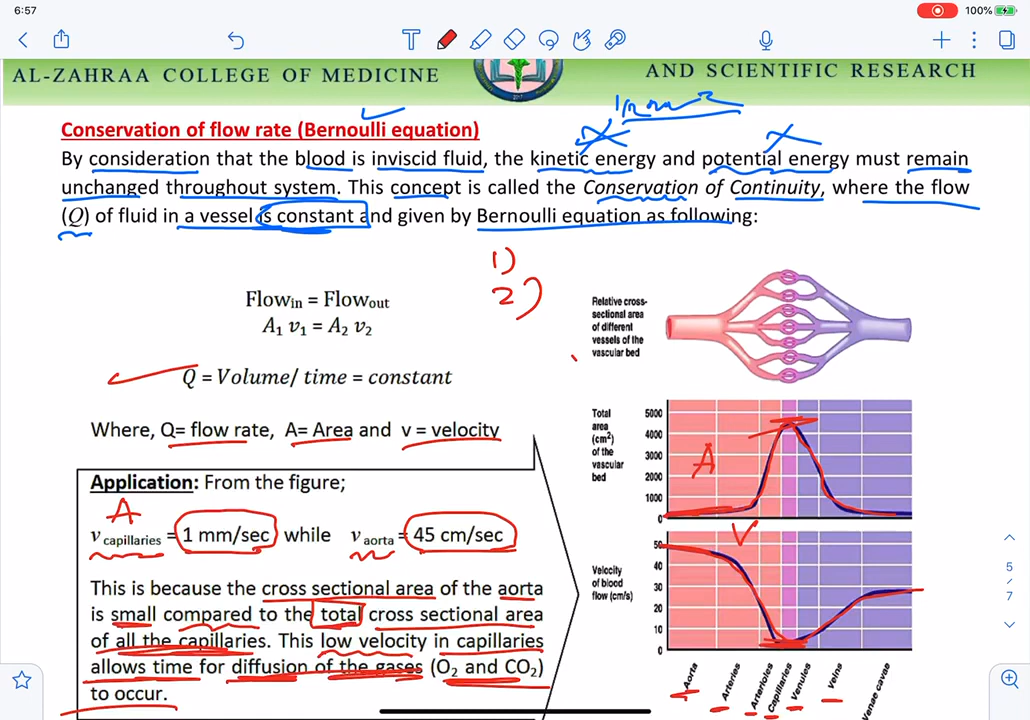 6:57
100%
AL-ZAHRAA COLLEGE OF MEDICINE
AND SCIENTIFIC RESEARCH
Conservation of flow rate (Bernoulli equation)
By consideration that the blood is inviscid fluid, the kinetic energy and potential energy must remain
unchanged throughout system. This concept is called the Conservation of Continuity, where the flow
(Q) of fluid in a vessel is constant and given by Bernoulli equation as following:
1)
2)
Flowin = Flowout
A1 v1 = A2 v2
Q = Volume/ time = constant
Where, Q= flow rate, A= Area and v = velocity
Application: From the figure;
A
v capillaries = 1 mm/sec while v aorta = 45 cm/sec
This is because the cross sectional area of the aorta
is small compared to the total cross sectional area
of all the capillaries. This low velocity in capillaries
allows time for diffusion of the gases (O2 and CO2)
to occur.
Relative cross-
sectional area
of different
vessels of the
vascular bed
Total
area
(cm2)
of the
vascular
bed
5000
4000
3000
2000
1000
0
A
V
Velocity
of blood
flow (cm/s)
50
40
30
20
10
0
Aorta
Arteries
Arterioles
Capillaries
Venules
Veins
Venae cavae
5
/
7